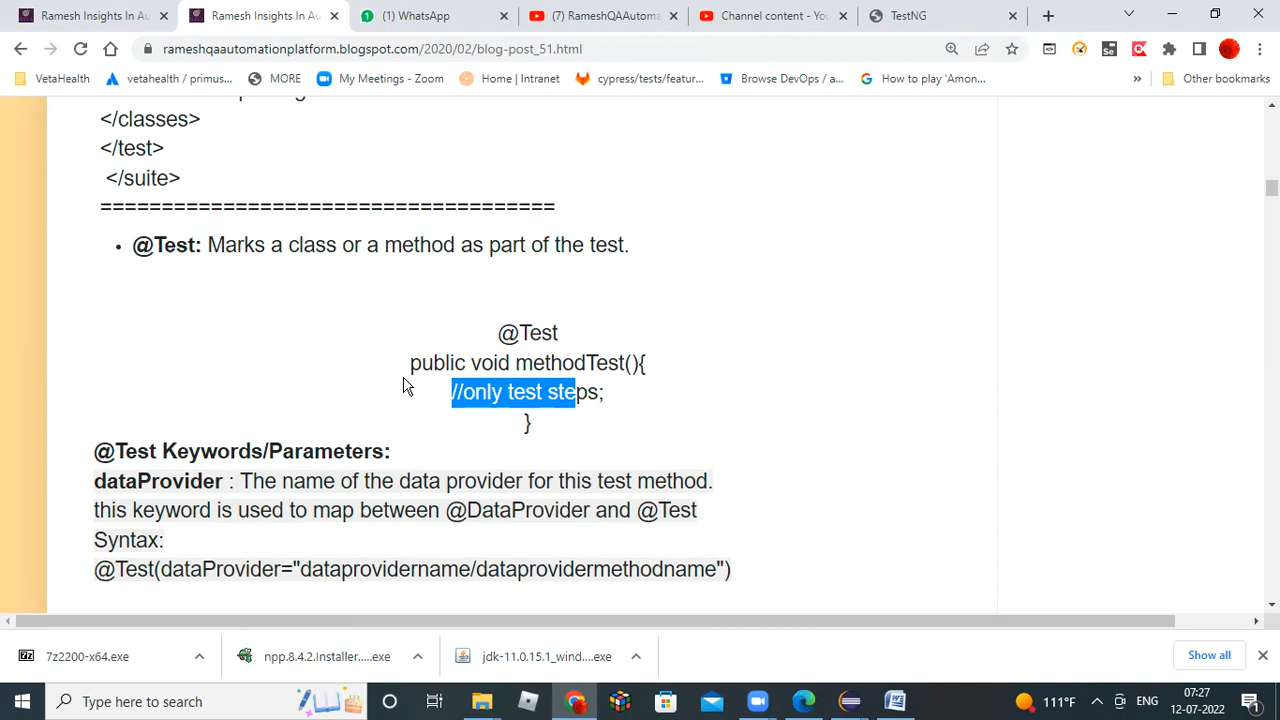 Ramesh Insights In Au
Ramesh Insights In Au
WhatsApp
(7) RameshQAAutoma
Channel content - You
TestNG
rameshqaautomationplatform.blogspot.com/2020/02/blog-post_51.html
VetaHealth
vetahealth / primus...
MORE
My Meetings - Zoom
Home | Intranet
cypress/tests/featur...
Browse DevOps / a...
How to play 'Amon...
»
Other bookmarks
</classes>
</test>
</suite>
=====================================
• @Test: Marks a class or a method as part of the test.
@Test
public void methodTest(){
//only test steps;
}
@Test Keywords/Parameters:
dataProvider : The name of the data provider for this test method.
this keyword is used to map between @DataProvider and @Test
Syntax:
@Test(dataProvider="dataprovidername/dataprovidermethodname")
7z2200-x64.exe
npp.8.4.2.Installer.....exe
jdk-11.0.15.1_wind....exe
Show all
Type here to search
111°F
ENG
07:27
12-07-2022